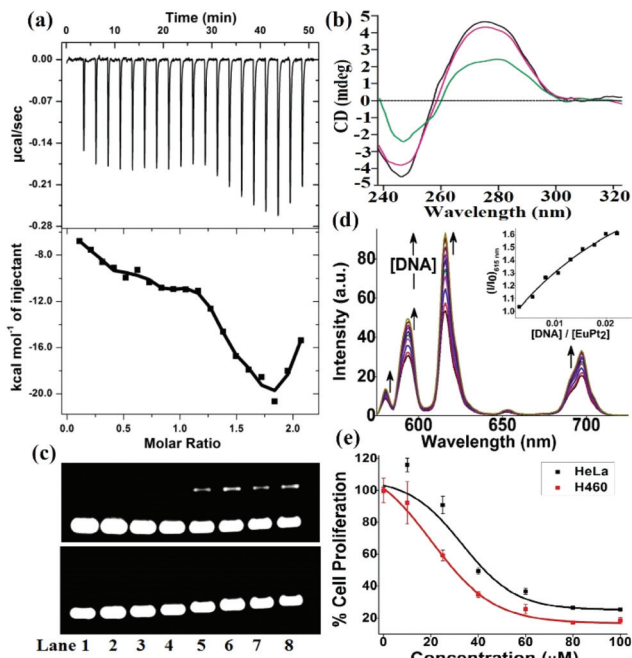 (a)
Time (min)
0 10 20 30 40 50
0.00
-0.07
-0.14
-0.21
-0.28
µcal/sec
-8.0
-12.0
-16.0
-20.0
kcal mol⁻¹ of injectant
0.0 0.5 1.0 1.5 2.0
Molar Ratio
(b)
5
4
3
2
1
0
-1
-2
-3
-4
-5
CD (mdeg)
240 260 280 300 320
Wavelength (nm)
(c)
Lane 1 2 3 4 5 6 7 8
(d)
[DNA]
80
60
40
20
0
Intensity (a.u.)
600 700
Wavelength (nm)
1.6
1.5
1.4
1.3
1.2
1.1
1.0
(I/I0)615 nm
0.01 0.02
[DNA] / [EuPt2]
(e)
HeLa
H460
120
100
80
60
40
20
% Cell Proliferation
0 20 40 60 80 100
Concentration (µM)